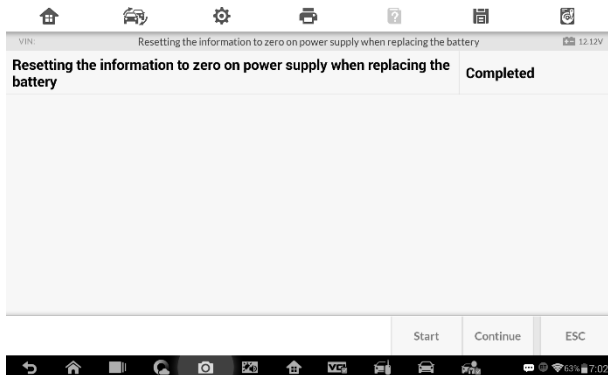 VIN: Resetting the information to zero on power supply when replacing the battery 12.12V
Resetting the information to zero on power supply when replacing the
battery
Completed
Start Continue ESC
63% 7:02